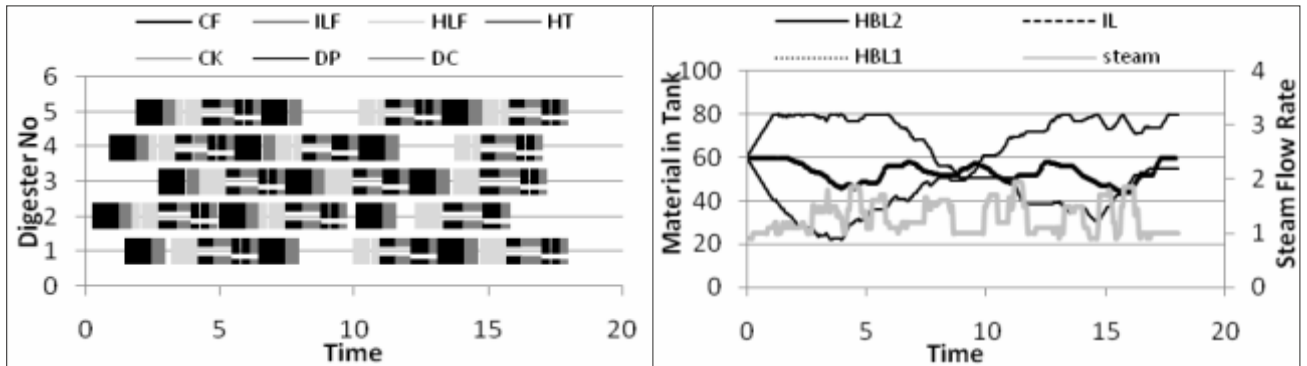 CF ILF HLF HT
CK DP DC
Digester No
6
5
4
3
2
1
0
0 5 10 15 20
Time
HBL2 IL
HBL1 steam
Material in Tank
100
80
60
40
20
0
4
3
2
1
0
Steam Flow Rate
0 5 10 15 20
Time